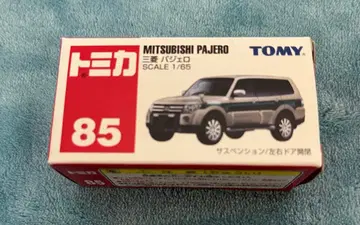 トミカ
MITSUBISHI PAJERO
三菱 パジェロ
SCALE 1/65
TOMY
85
サスペンション/左右ドア開閉
85